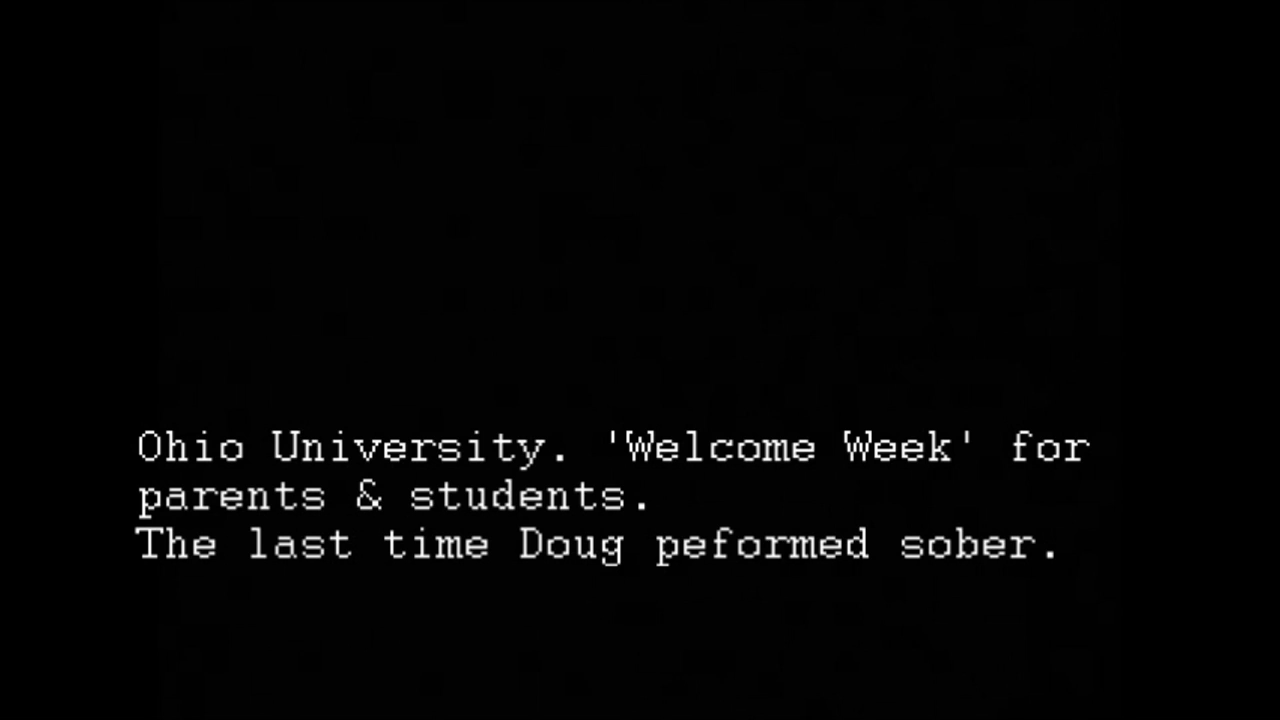 Ohio University. 'Welcome Week' for
parents & students.
The last time Doug peformed sober.